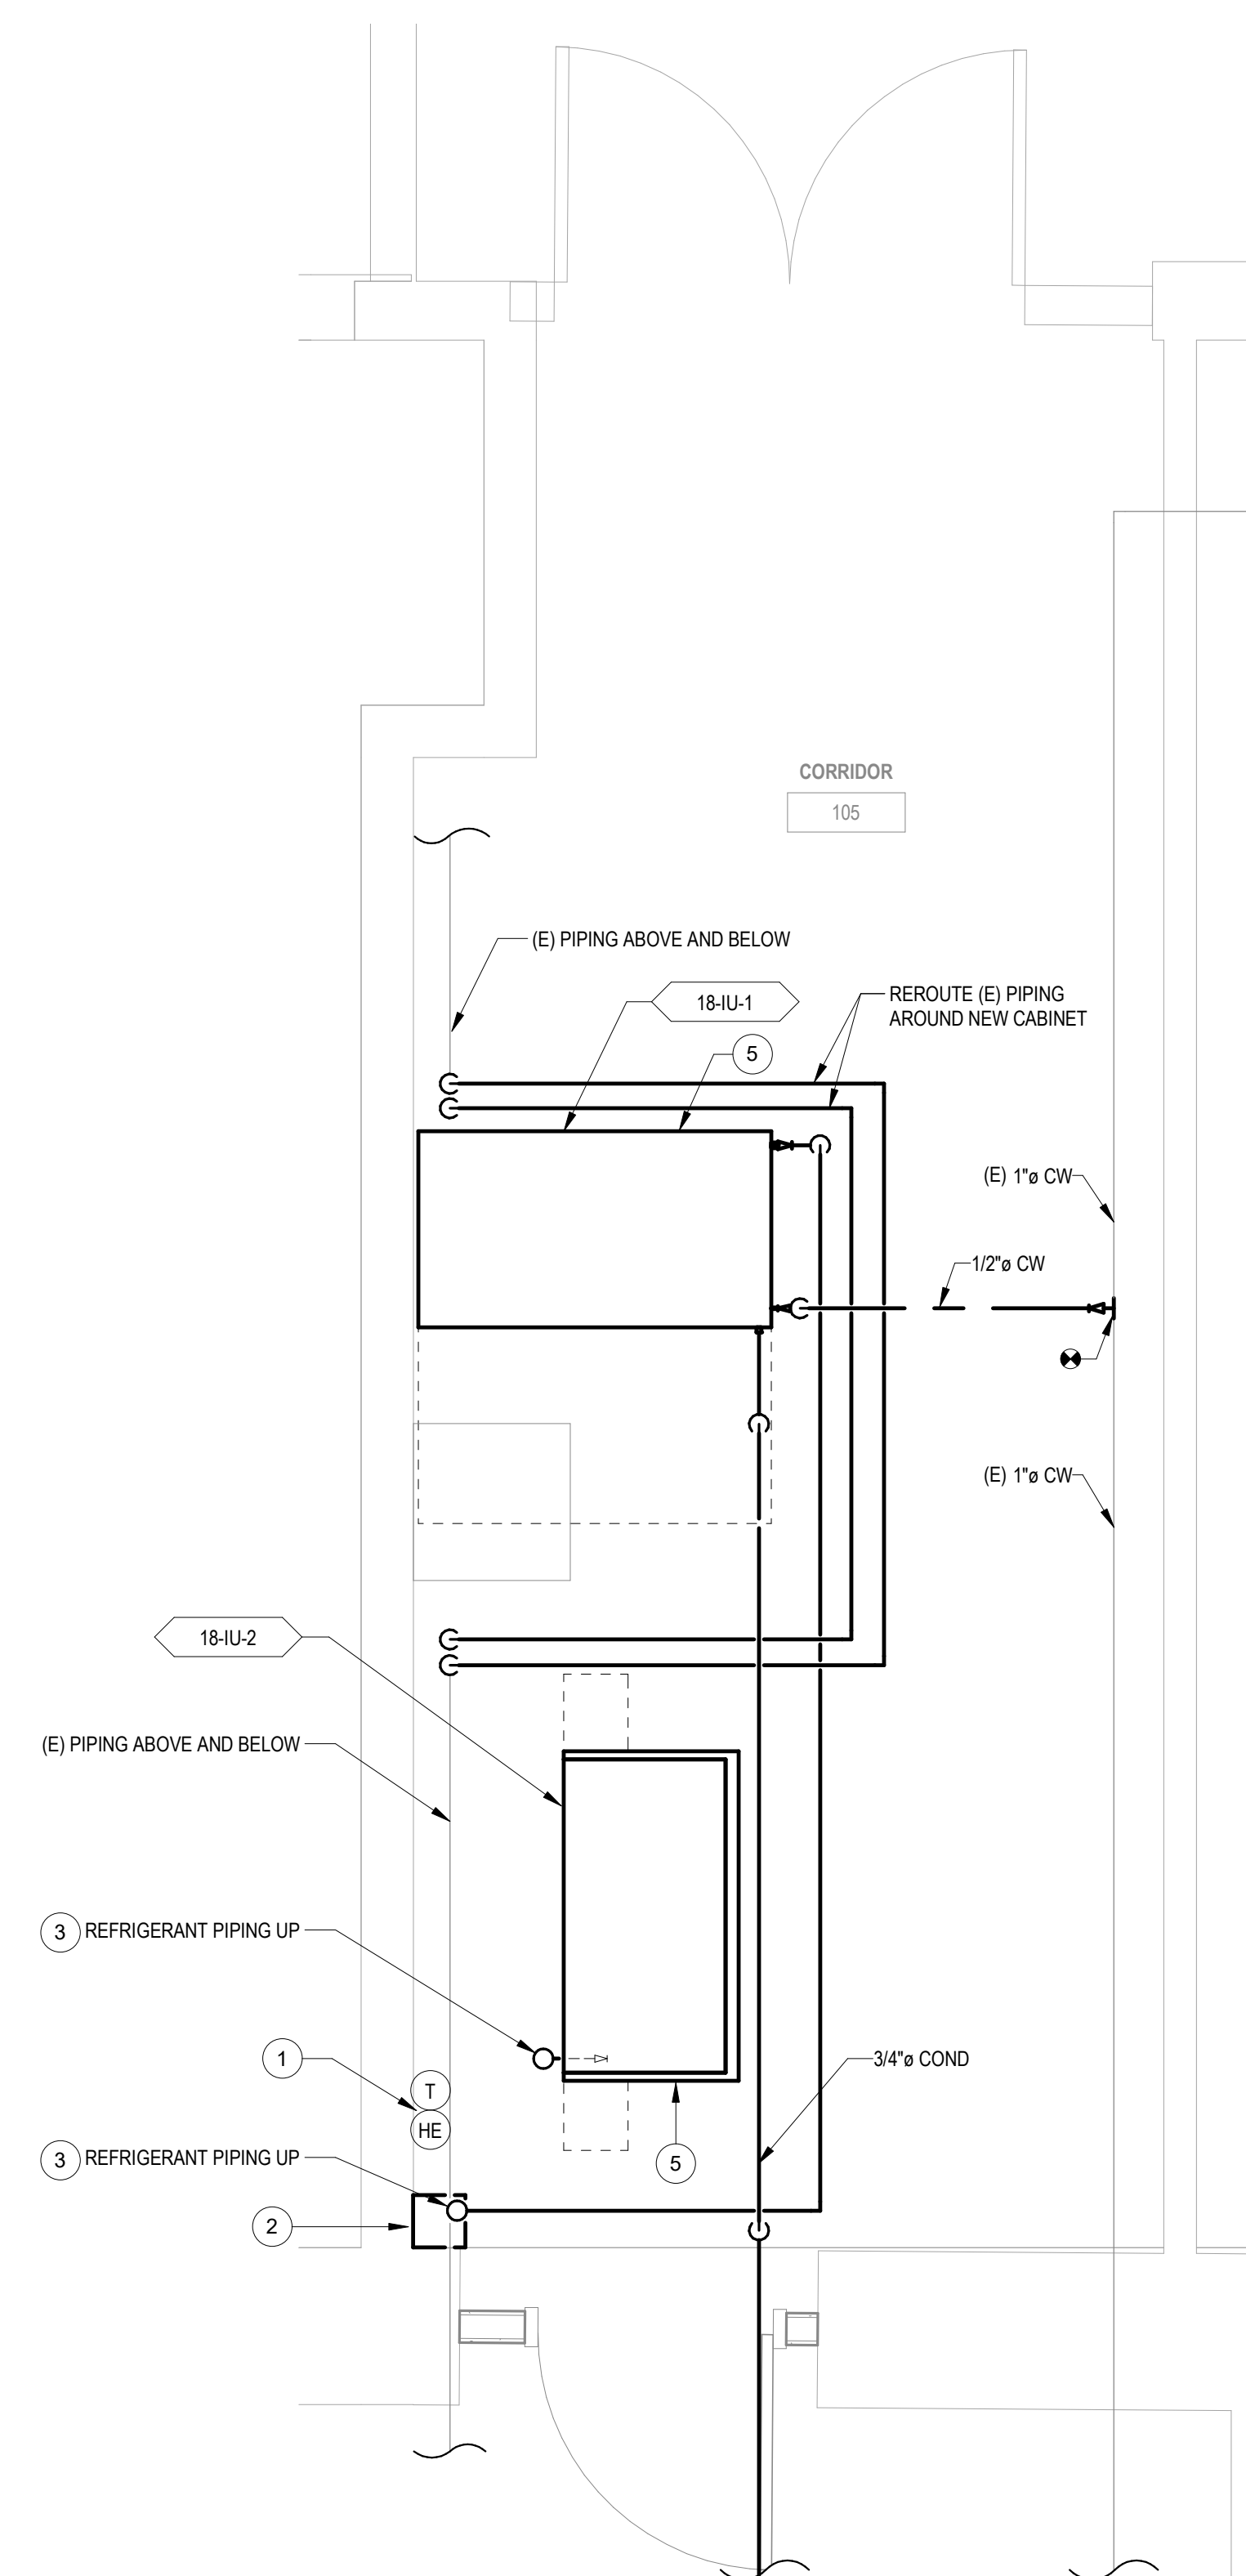 CORRIDOR
105
(E) PIPING ABOVE AND BELOW
18-IU-1
REROUTE (E) PIPING
AROUND NEW CABINET
5
(E) 1"ø CW
1/2"ø CW
(E) 1"ø CW
18-IU-2
(E) PIPING ABOVE AND BELOW
3 REFRIGERANT PIPING UP
1
T
HE
3/4"ø COND
3 REFRIGERANT PIPING UP
5
2